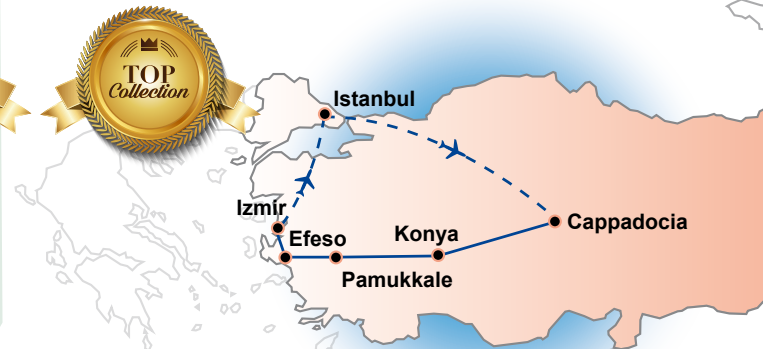 TOP
Collection
Istanbul
Izmir
Efeso
Konya
Cappadocia
Pamukkale